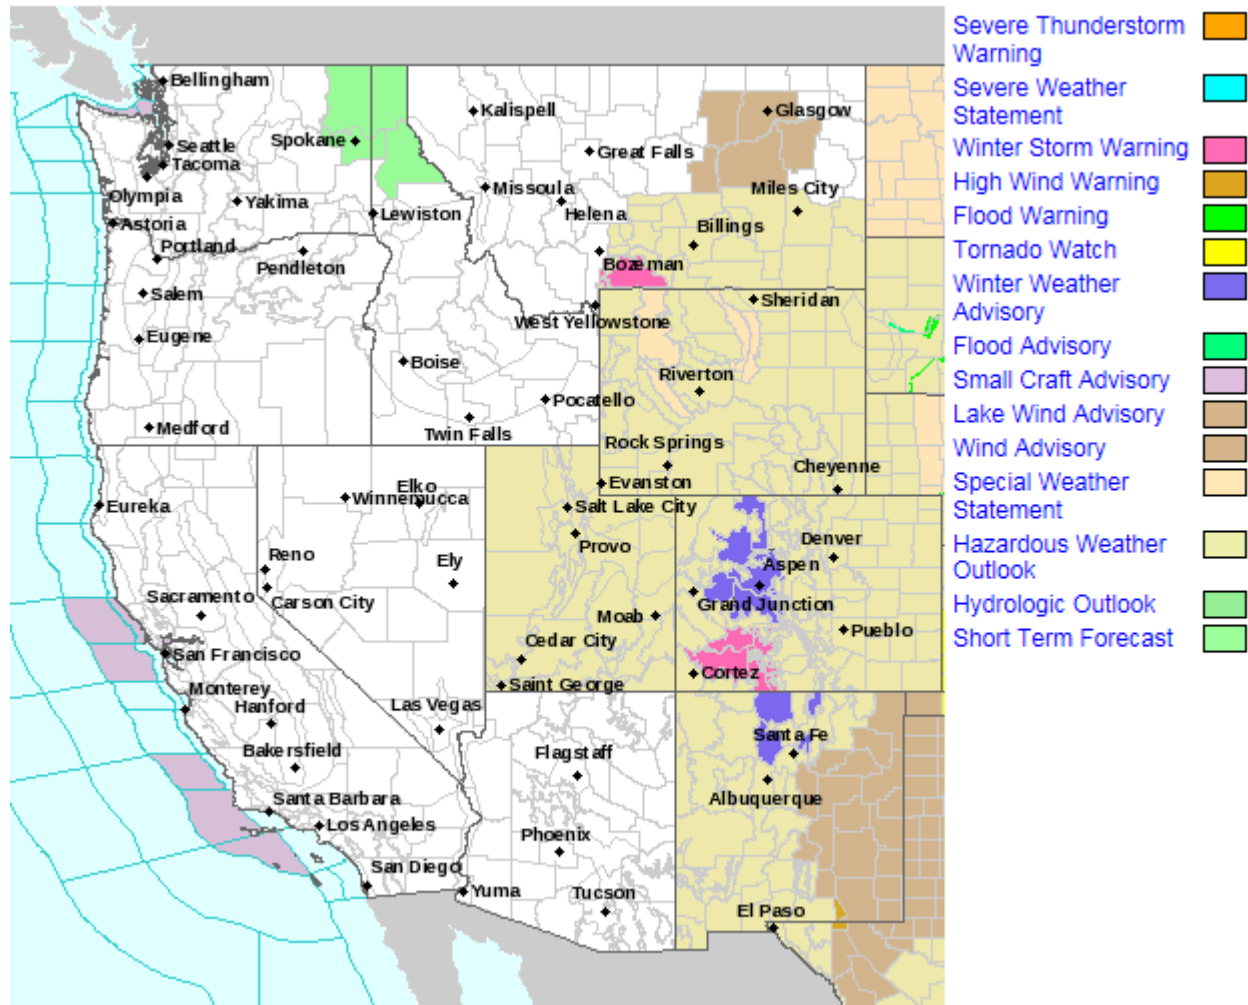 Bellingham
Kalispell
Glasgow
Spokane
Seattle
Great Falls
Tacoma
Missoula
Miles City
Olympia
Yakima
Lewiston
Helena
Astoria
Billings
Portland
Pendleton
Bozeman
Salem
Sheridan
West Yellowstone
Eugene
Boise
Riverton
Pocatello
Medford
Twin Falls
Rock Springs
Cheyenne
Elko
Evanston
Winnemucca
Eureka
Salt Lake City
Provo
Denver
Reno
Ely
Aspen
Sacramento
Carson City
Grand Junction
Moab
Pueblo
Cedar City
San Francisco
Cortez
Saint George
Monterey
Hanford
Las Vegas
Santa Fe
Bakersfield
Flagstaff
Santa Barbara
Albuquerque
Los Angeles
Phoenix
San Diego
Yuma
Tucson
El Paso
Severe Thunderstorm
Warning
Severe Weather
Statement
Winter Storm Warning
High Wind Warning
Flood Warning
Tornado Watch
Winter Weather
Advisory
Flood Advisory
Small Craft Advisory
Lake Wind Advisory
Wind Advisory
Special Weather
Statement
Hazardous Weather
Outlook
Hydrologic Outlook
Short Term Forecast